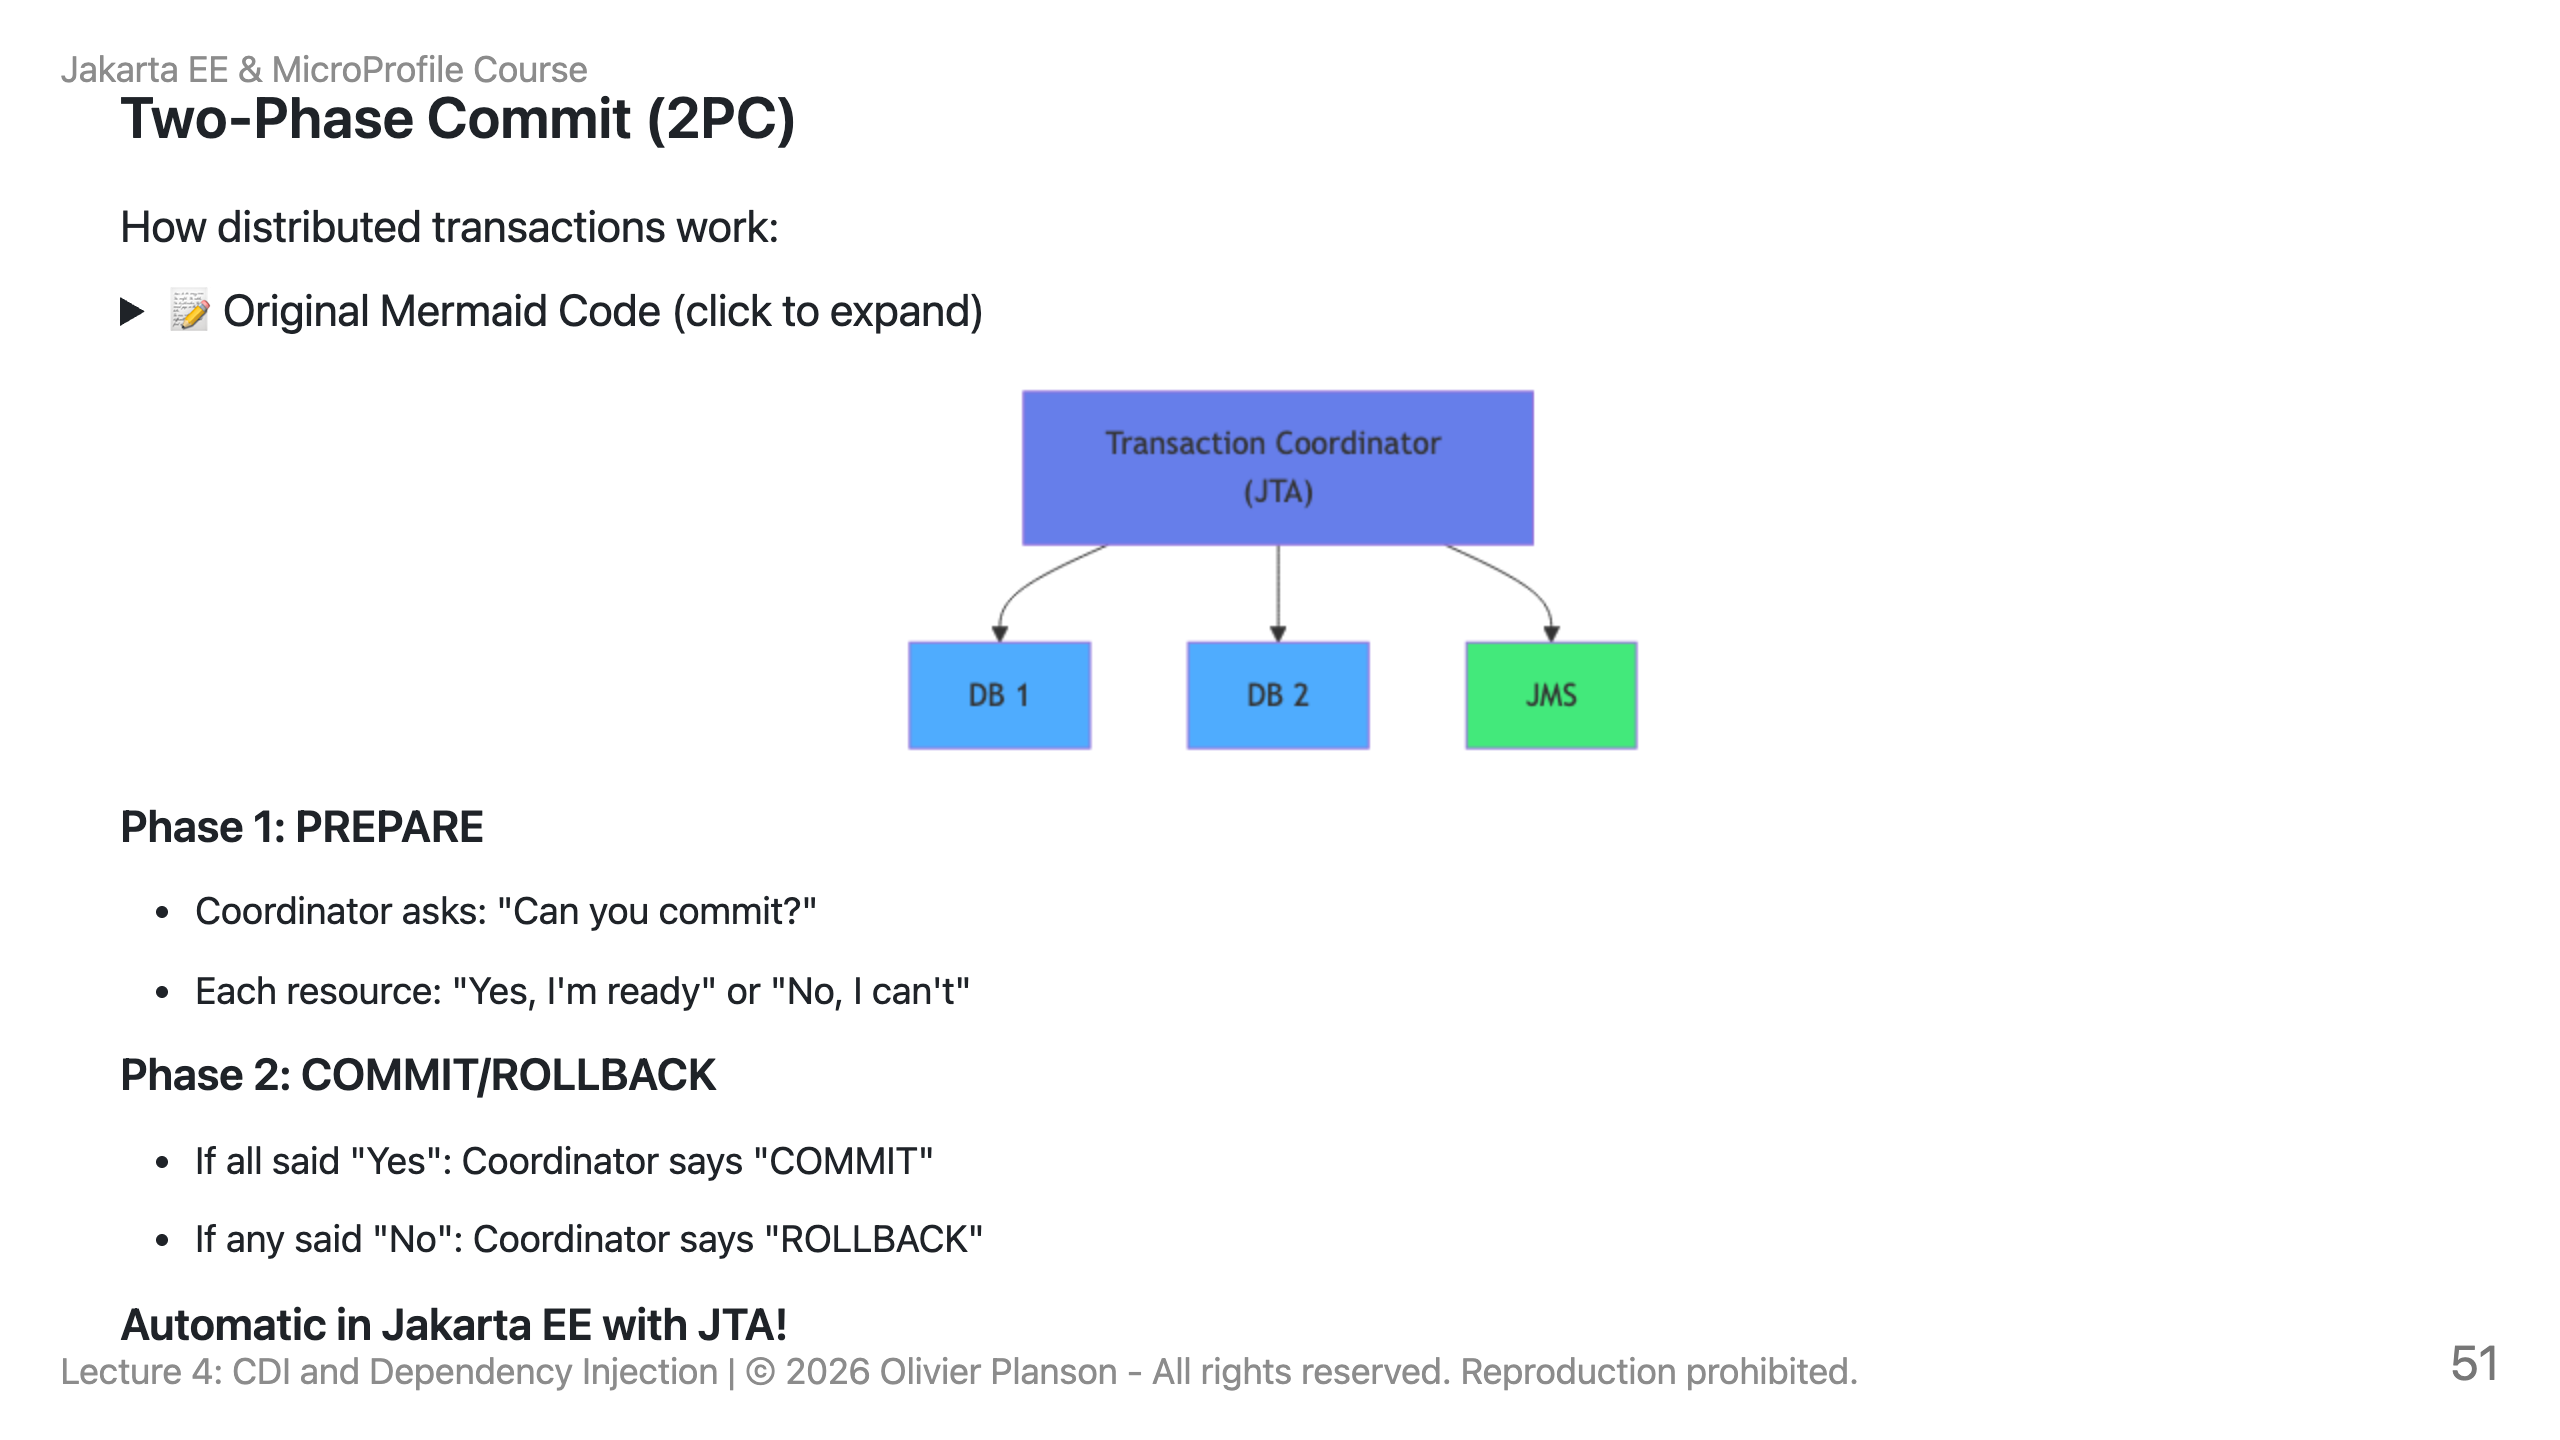 Jakarta EE & MicroProfile Course
Two-Phase Commit (2PC)
How distributed transactions work:
▶ 📝 Original Mermaid Code (click to expand)
Transaction Coordinator
(JTA)
DB 1
DB 2
JMS
Phase 1: PREPARE
• Coordinator asks: "Can you commit?"
• Each resource: "Yes, I'm ready" or "No, I can't"
Phase 2: COMMIT/ROLLBACK
• If all said "Yes": Coordinator says "COMMIT"
• If any said "No": Coordinator says "ROLLBACK"
Automatic in Jakarta EE with JTA!
Lecture 4: CDI and Dependency Injection | © 2026 Olivier Planson - All rights reserved. Reproduction prohibited.
51